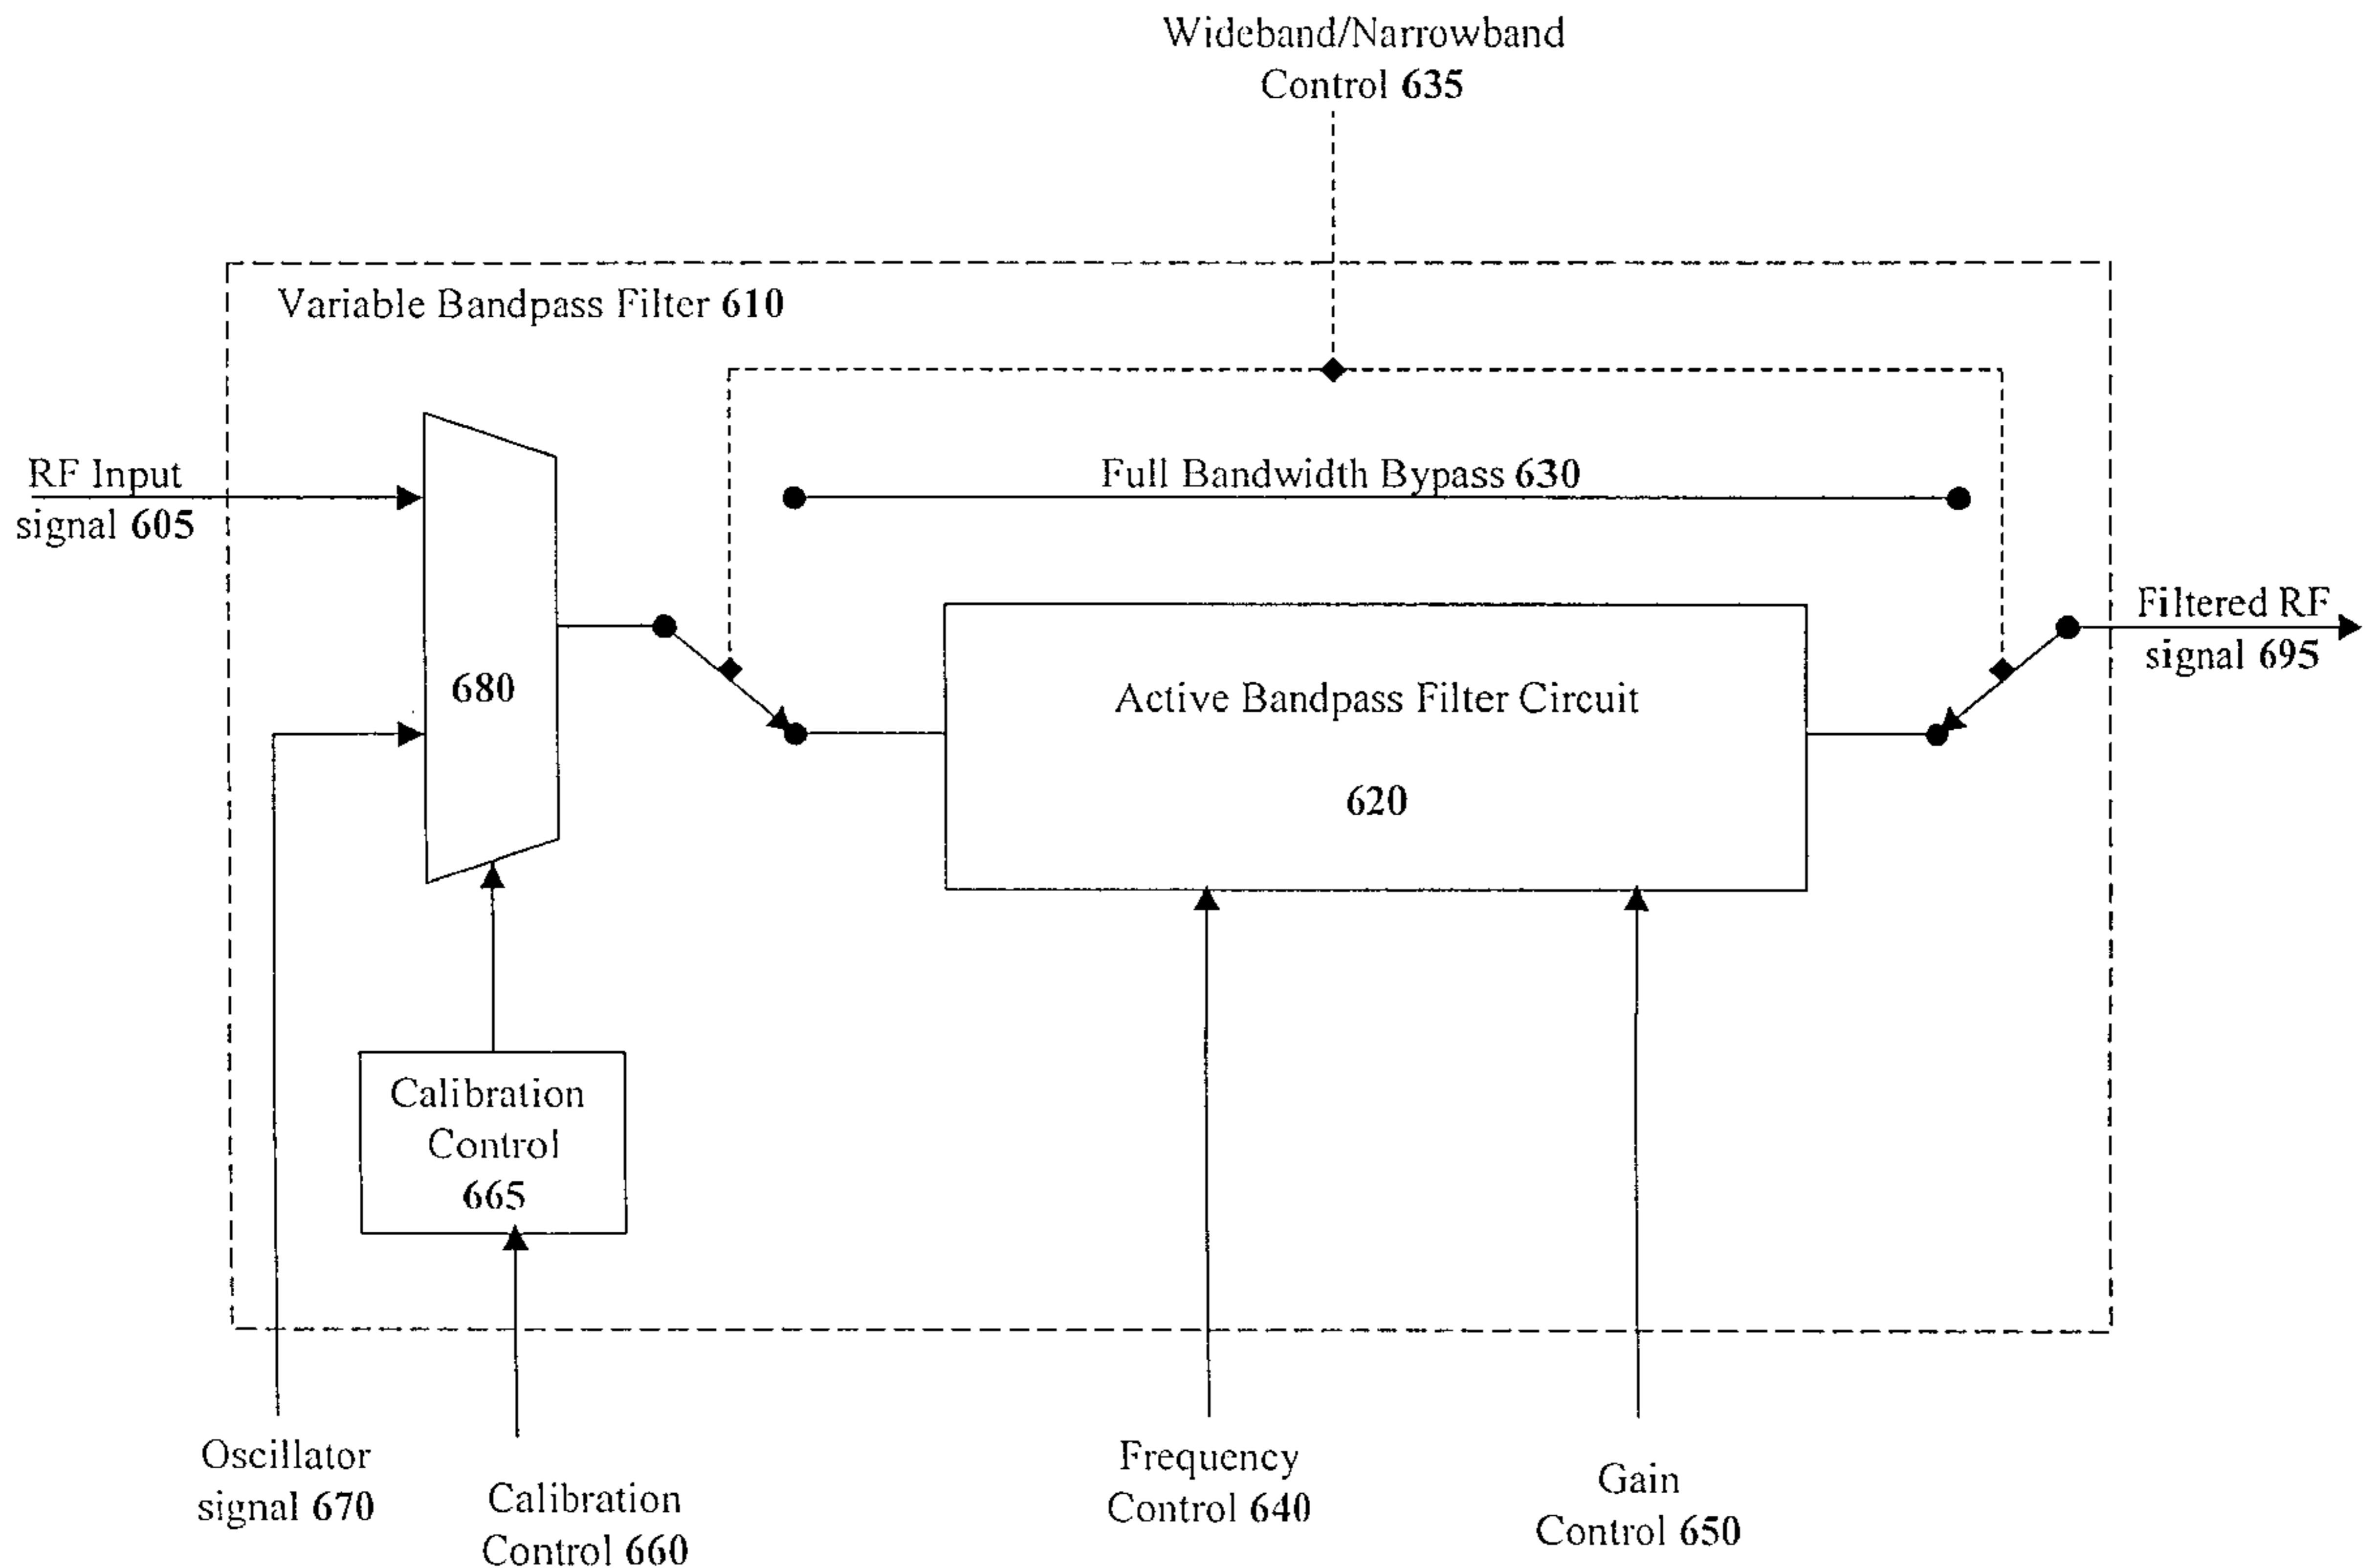 Wideband/Narrowband
Control 635
Variable Bandpass Filter 610
RF Input
signal 605
Full Bandwidth Bypass 630
Filtered RF
signal 695
680
Active Bandpass Filter Circuit
620
Calibration
Control
665
Oscillator
signal 670
Calibration
Control 660
Frequency
Control 640
Gain
Control 650